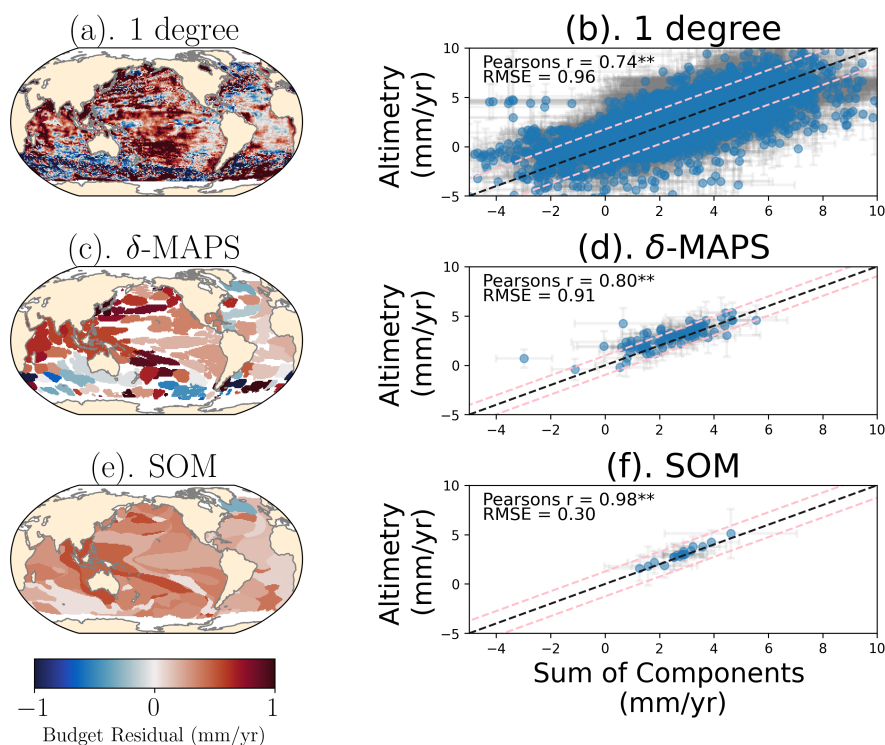 (a). 1 degree
(b). 1 degree
Pearsons r = 0.74**
RMSE = 0.96
Altimetry
(mm/yr)
10
5
0
−5
−4
−2
0
2
4
6
8
10
(c). δ-MAPS
(d). δ-MAPS
Pearsons r = 0.80**
RMSE = 0.91
Altimetry
(mm/yr)
10
5
0
−5
−4
−2
0
2
4
6
8
10
(e). SOM
(f). SOM
Pearsons r = 0.98**
RMSE = 0.30
Altimetry
(mm/yr)
10
5
0
−5
−4
−2
0
2
4
6
8
10
Sum of Components
(mm/yr)
−1
0
1
Budget Residual (mm/yr)